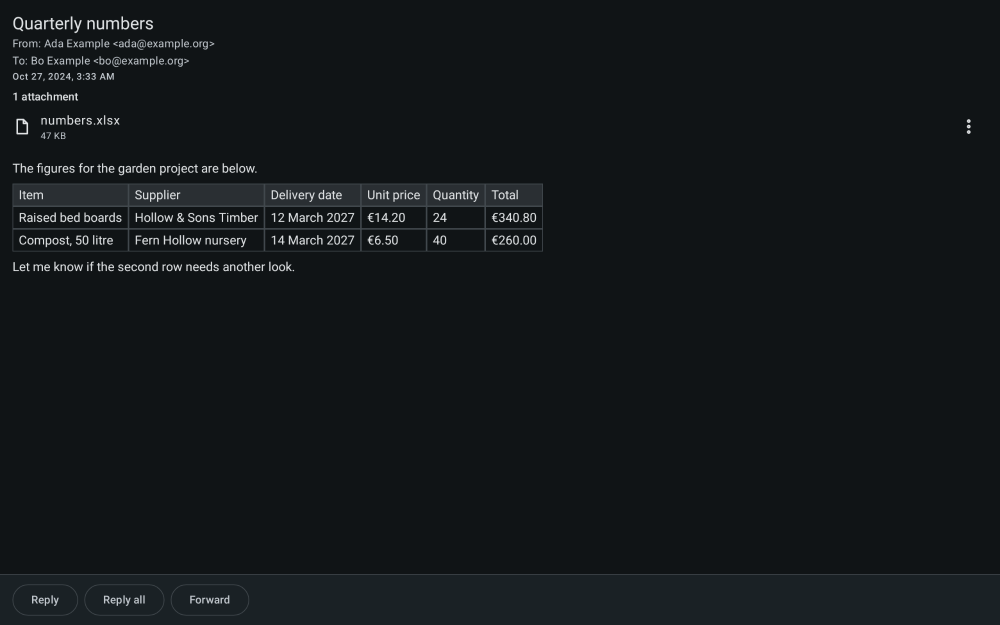 Quarterly numbers
From: Ada Example <ada@example.org>
To: Bo Example <bo@example.org>
Oct 27, 2024, 3:33 AM
1 attachment
numbers.xlsx
47 KB
The figures for the garden project are below.
Item Supplier Delivery date Unit price Quantity Total
Raised bed boards Hollow & Sons Timber 12 March 2027 €14.20 24 €340.80
Compost, 50 litre Fern Hollow nursery 14 March 2027 €6.50 40 €260.00
Let me know if the second row needs another look.
Reply Reply all Forward